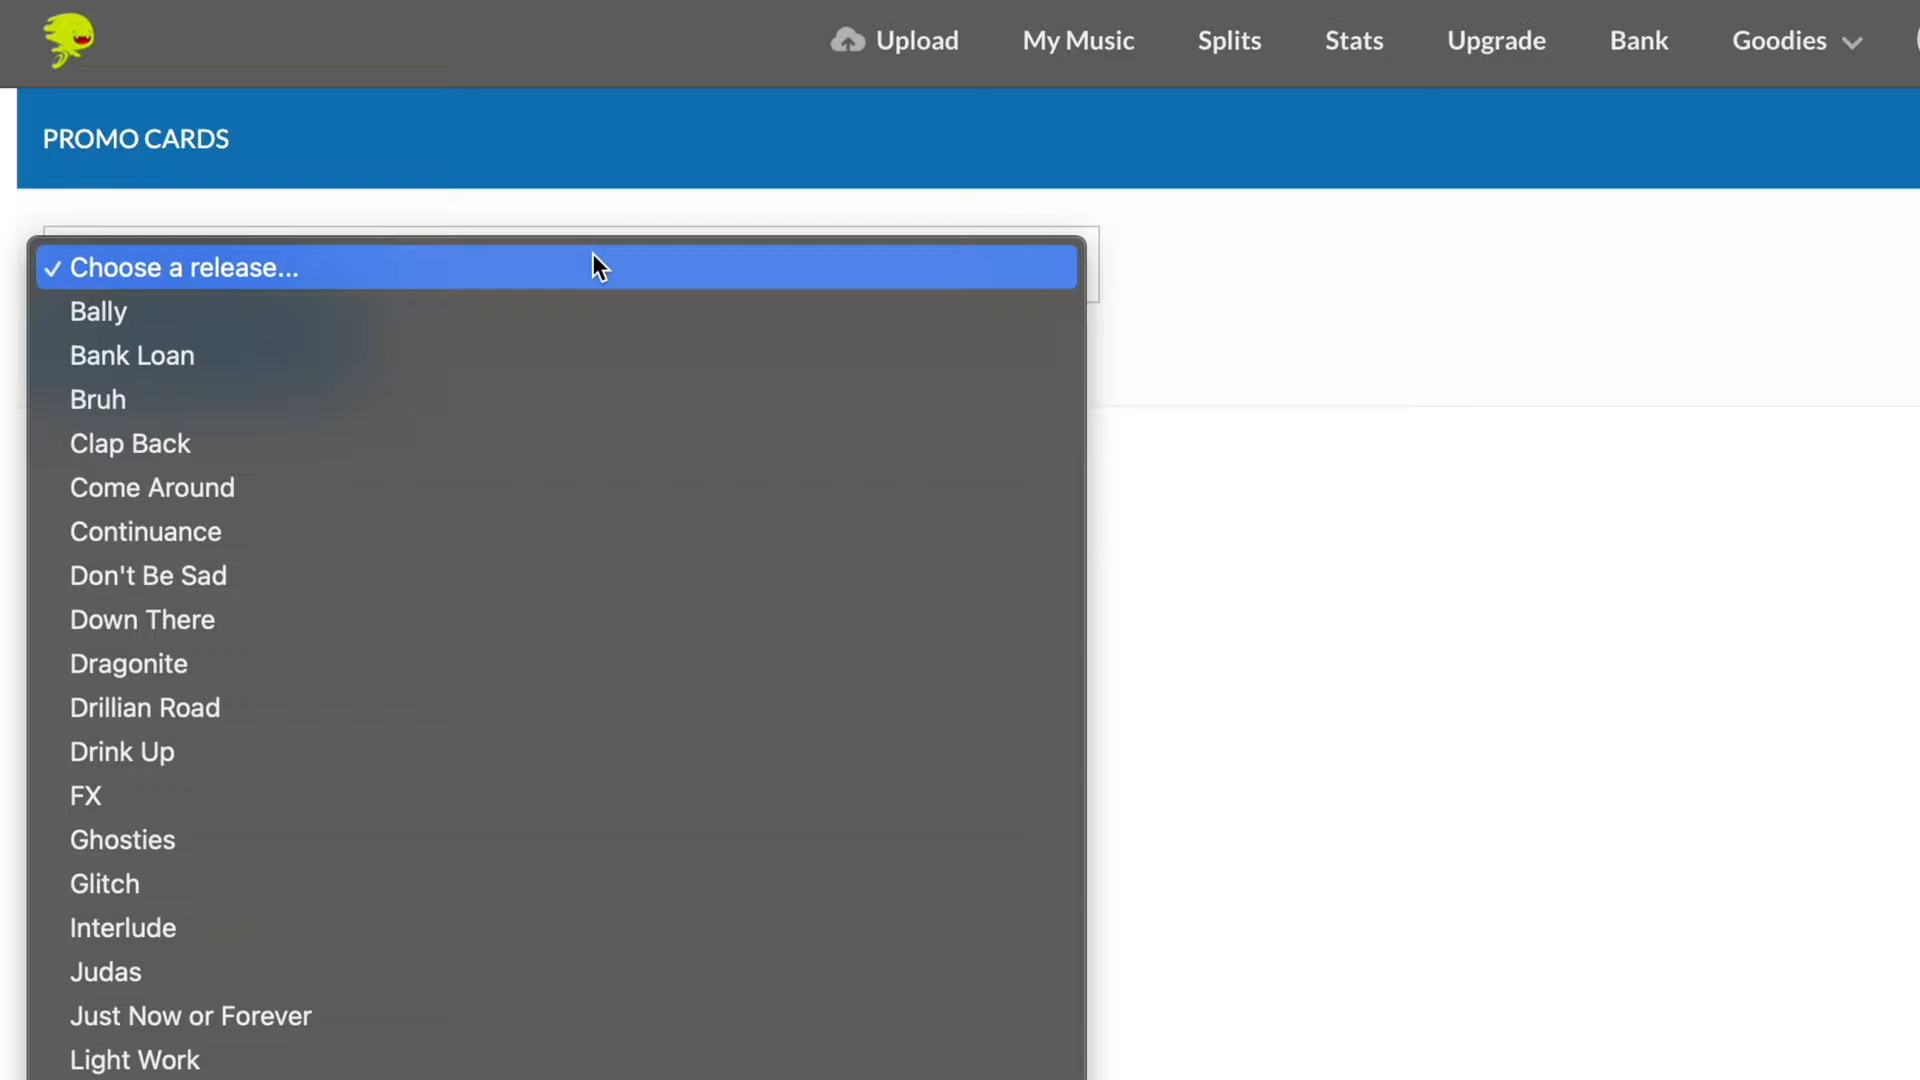 Upload My Music Splits Stats Upgrade Bank Goodies
PROMO CARDS
✓ Choose a release...
Bally
Bank Loan
Bruh
Clap Back
Come Around
Continuance
Don't Be Sad
Down There
Dragonite
Drillian Road
Drink Up
FX
Ghosties
Glitch
Interlude
Judas
Just Now or Forever
Light Work